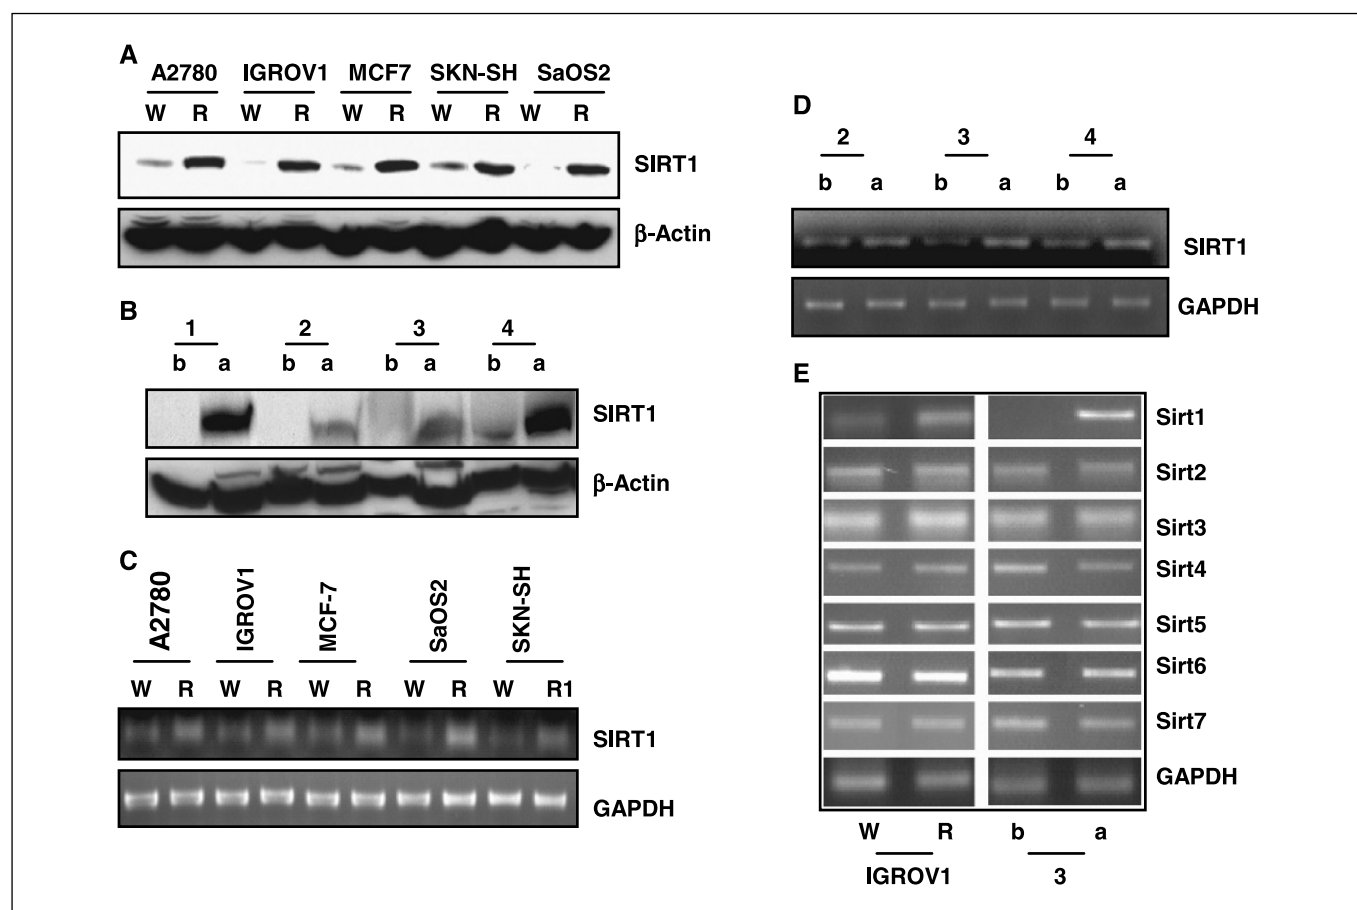 A
A2780 IGROV1 MCF7 SKN-SH SaOS2
W R W R W R W R W R
SIRT1
β-Actin
B
1 2 3 4
b a b a b a b a
SIRT1
β-Actin
C
A2780 IGROV1 MCF-7 SaOS2 SKN-SH
W R W R W R W R W R1
SIRT1
GAPDH
D
2 3 4
b a b a b a
SIRT1
GAPDH
E
Sirt1
Sirt2
Sirt3
Sirt4
Sirt5
Sirt6
Sirt7
GAPDH
W R b a
IGROV1 3